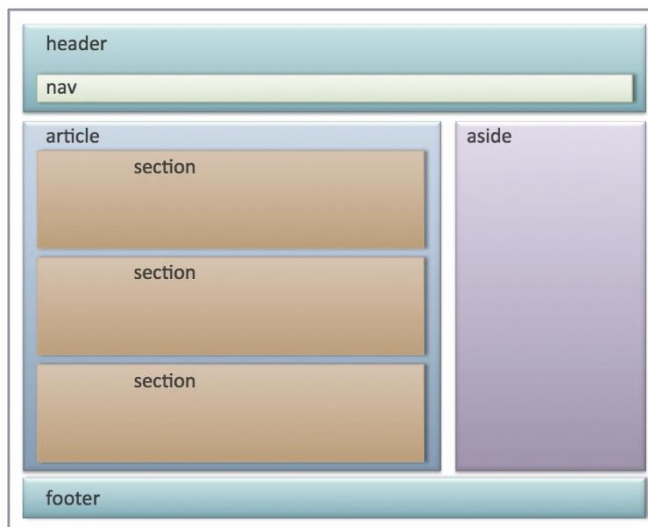 header
nav
article
section
section
section
aside
footer